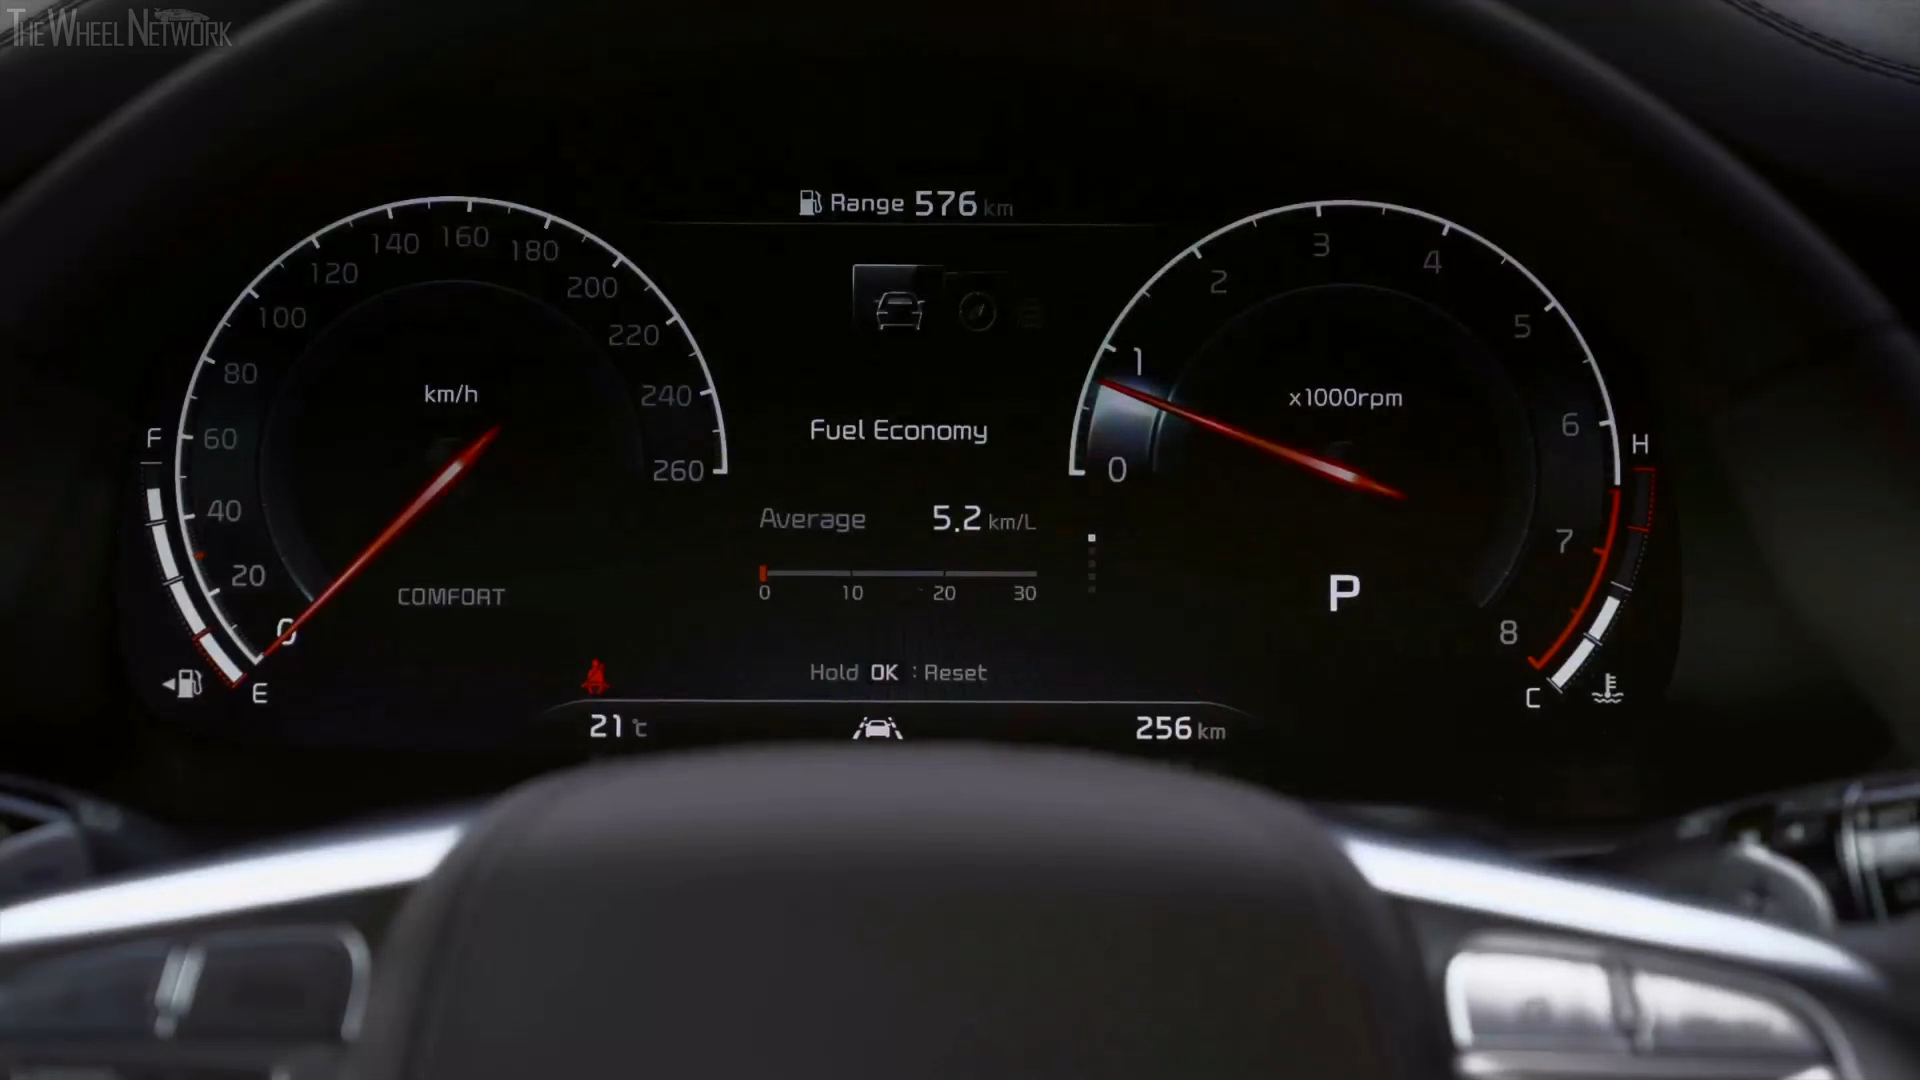 THE WHEEL NETWORK
Range 576 km
0 20 40 60 80 100 120 140 160 180 200 220 240 260
km/h
COMFORT
F
E
Fuel Economy
Average 5.2 km/L
0 10 20 30
Hold OK : Reset
21 ℃
256 km
0 1 2 3 4 5 6 7 8
x1000rpm
P
H
C